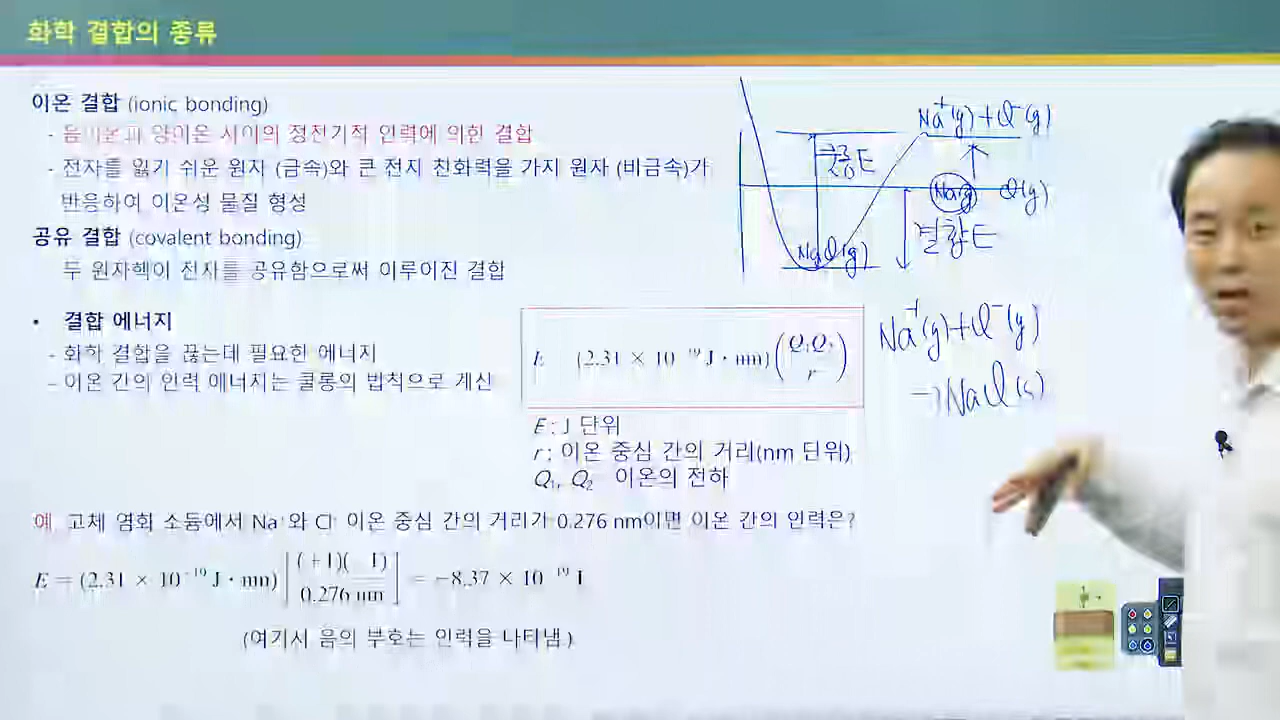 화학 결합의 종류
이온 결합 (ionic bonding)
- 음이온과 양이온 사이의 정전기적 인력에 의한 결합
- 전자를 잃기 쉬운 원자 (금속)와 큰 전자 친화력을 가지 원자 (비금속)가
반응하여 이온성 물질 형성
공유 결합 (covalent bonding)
두 원자핵이 전자를 공유함으로써 이루어진 결합
• 결합 에너지
- 화학 결합을 끊는데 필요한 에너지
- 이온 간의 인력 에너지는 쿨롱의 법칙으로 계산
E = (2.31 × 10⁻¹⁹ J · nm) (Q₁Q₂ / r)
E : J 단위
r : 이온 중심 간의 거리(nm 단위)
Q₁, Q₂ 이온의 전하
예 고체 염화 소듐에서 Na⁺와 Cl⁻ 이온 중심 간의 거리가 0.276 nm이면 이온 간의 인력은?
E = (2.31 × 10⁻¹⁹ J · nm) [(+1)(−1) / 0.276 nm] = −8.37 × 10⁻¹⁹ J
(여기서 음의 부호는 인력을 나타냄.)
Na⁺(g) + Cl⁻(g)
E
Na(g) Cl(g)
결합E
NaCl(g)
Na⁺(g) + Cl⁻(g)
→ NaCl(s)